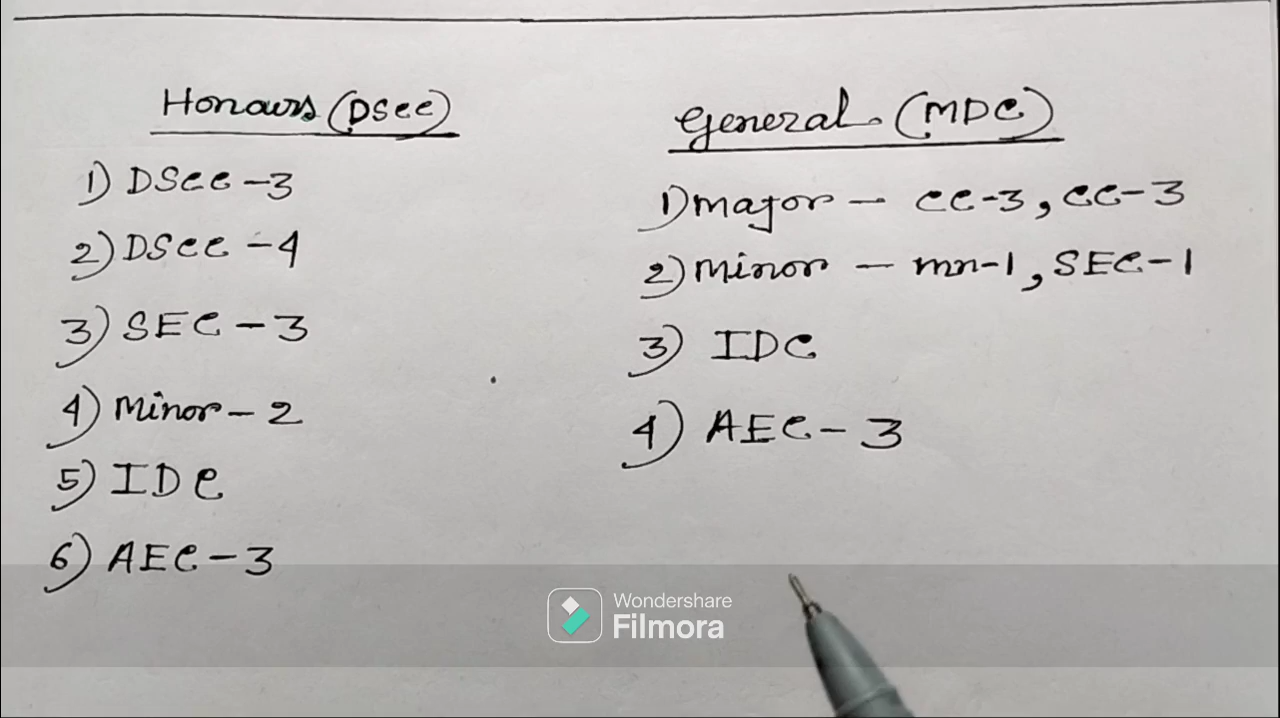 Honours (DSCC)
1) DSCC - 3
2) DSCC - 4
3) SEC - 3
4) Minor - 2
5) IDC
6) AEC - 3
General. (MDC)
1) Major - CC-3, CC-3
2) Minor - mn-1, SEC-1
3) IDC
4) AEC - 3
Wondershare
Filmora